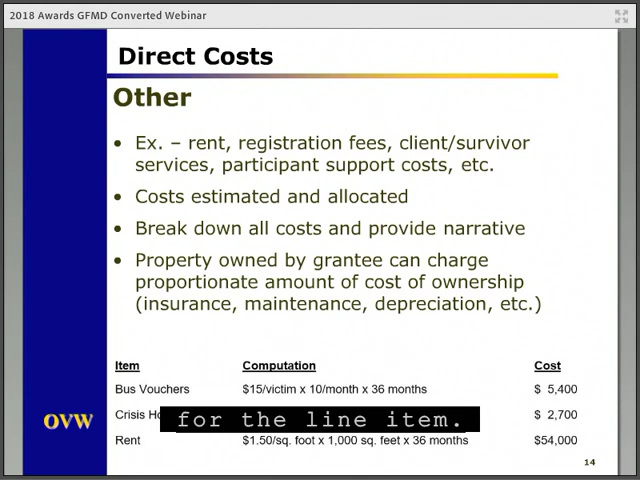 2018 Awards GFMD Converted Webinar
Direct Costs
Other
• Ex. – rent, registration fees, client/survivor
services, participant support costs, etc.
• Costs estimated and allocated
• Break down all costs and provide narrative
• Property owned by grantee can charge
proportionate amount of cost of ownership
(insurance, maintenance, depreciation, etc.)
Item Computation Cost
Bus Vouchers $15/victim x 10/month x 36 months $ 5,400
Crisis $ 2,700
for the line item.
Rent $1.50/sq. foot x 1,000 sq. feet x 36 months $54,000
OVW
14